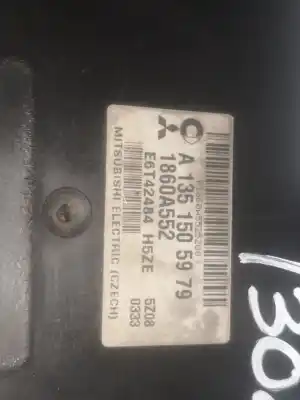 A 135 150 59 79
1860A552
E6T42484 H5ZE
5Z08
0333
MITSUBISHI ELECTRIC (CZECH)